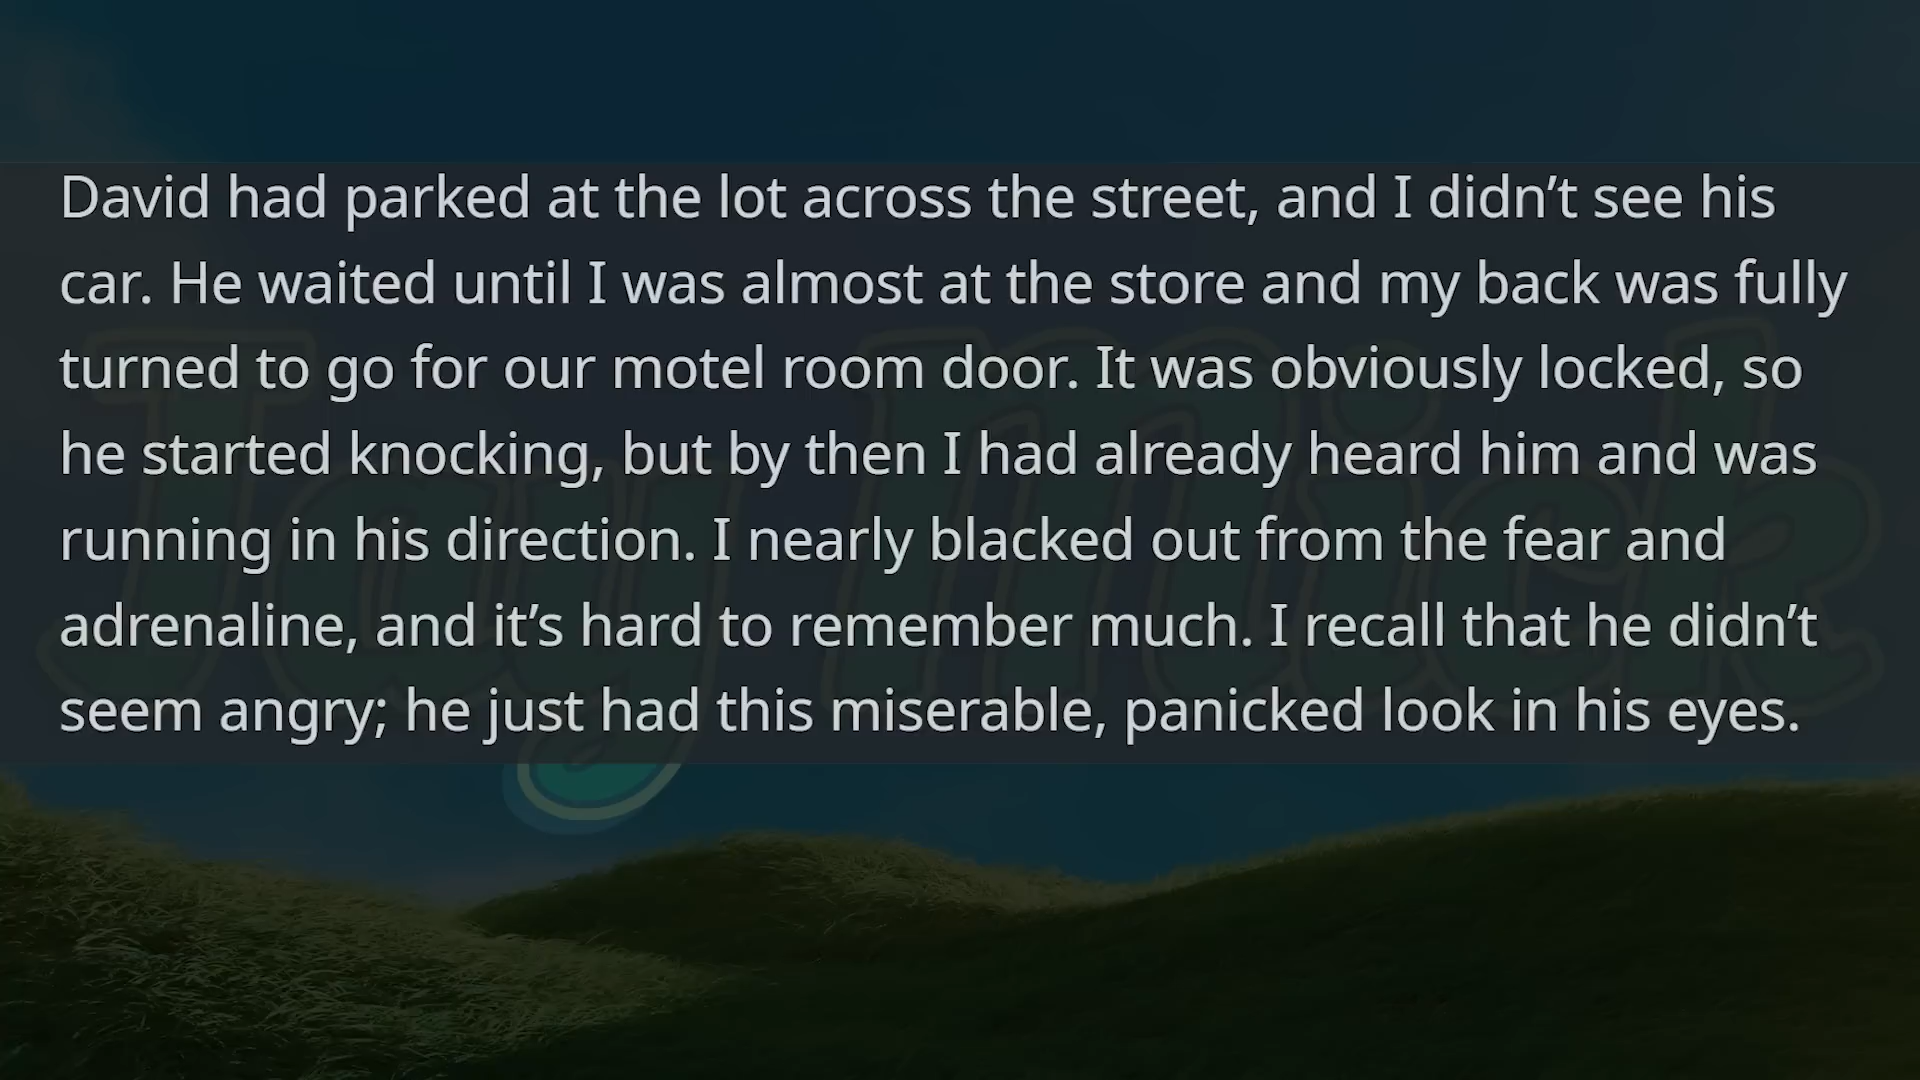 David had parked at the lot across the street, and I didn’t see his
car. He waited until I was almost at the store and my back was fully
turned to go for our motel room door. It was obviously locked, so
he started knocking, but by then I had already heard him and was
running in his direction. I nearly blacked out from the fear and
adrenaline, and it’s hard to remember much. I recall that he didn’t
seem angry; he just had this miserable, panicked look in his eyes.
Jay Mick